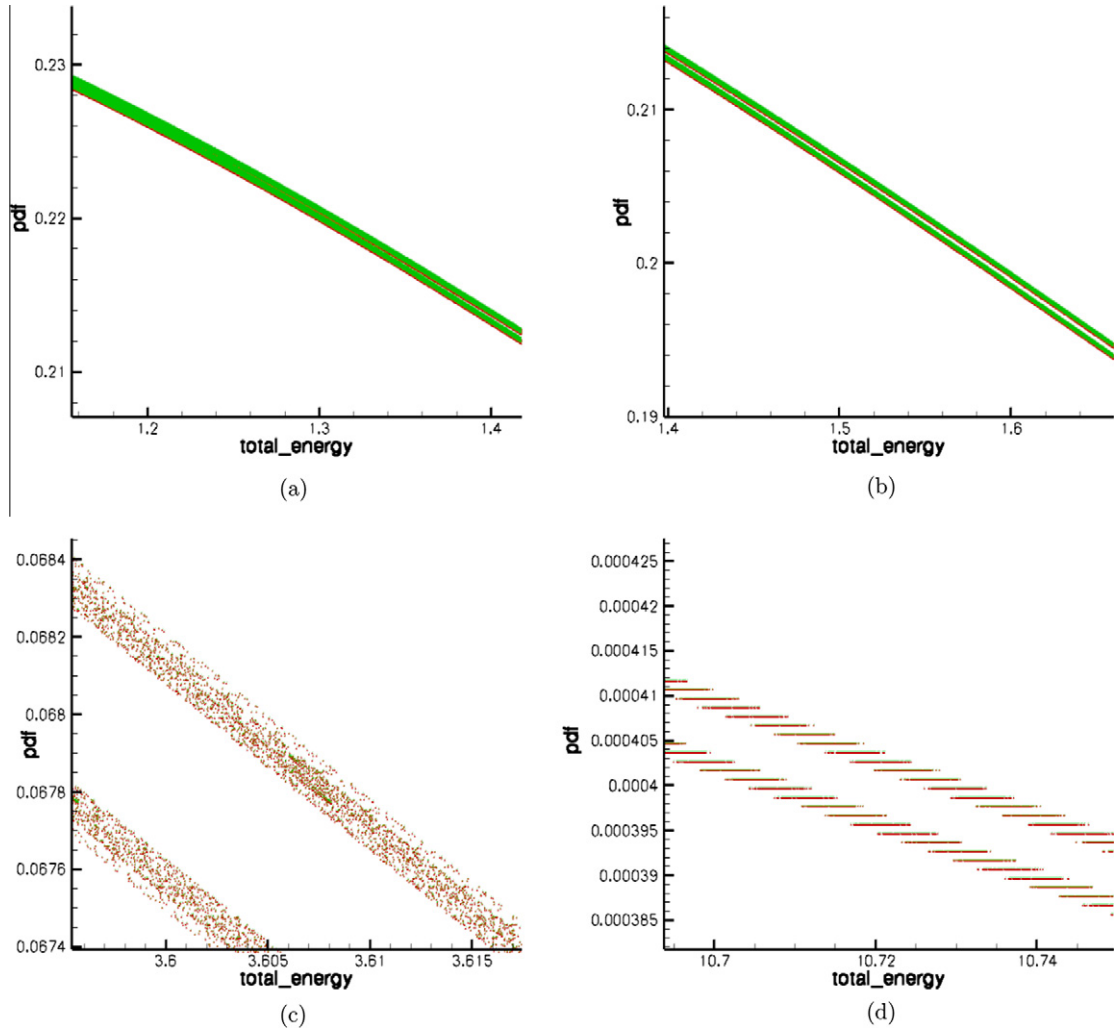 0.23
0.22
0.21
pdf
1.2
1.3
1.4
total_energy
(a)
0.21
0.2
0.19
pdf
1.4
1.5
1.6
total_energy
(b)
0.0684
0.0682
0.068
0.0678
0.0676
0.0674
pdf
3.6
3.605
3.61
3.615
total_energy
(c)
0.000425
0.00042
0.000415
0.00041
0.000405
0.0004
0.000395
0.00039
0.000385
pdf
10.7
10.72
10.74
total_energy
(d)